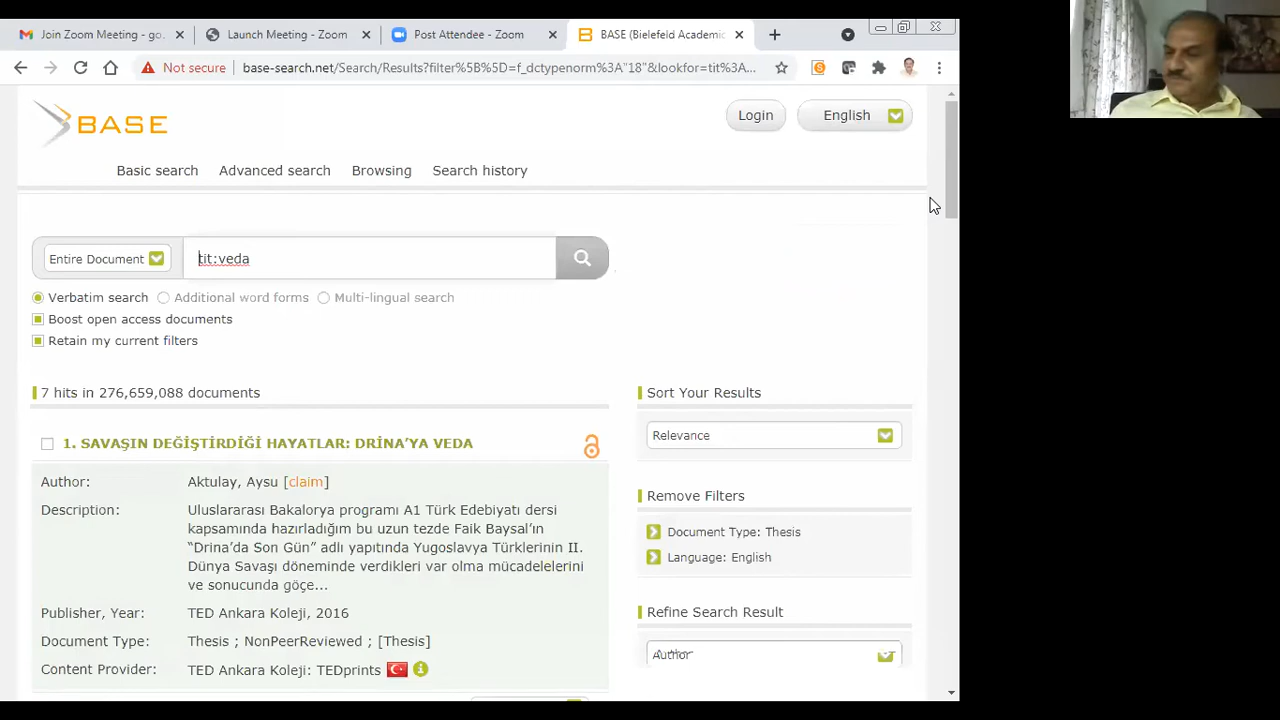 Join Zoom Meeting - go.
Launch Meeting - Zoom
Post Attendee - Zoom
BASE (Bielefeld Academic
Not secure
base-search.net/Search/Results?filter%5B%5D=f_dctypenorm%3A"18"&lookfor=tit%3A...
BASE
Login
English
Basic search
Advanced search
Browsing
Search history
Entire Document
tit:veda
Verbatim search
Additional word forms
Multi-lingual search
Boost open access documents
Retain my current filters
7 hits in 276,659,088 documents
1. SAVAŞIN DEĞİŞTİRDİĞİ HAYATLAR: DRİNA’YA VEDA
Author: Aktulay, Aysu [claim]
Description: Uluslararası Bakalorya programı A1 Türk Edebiyatı dersi
kapsamında hazırladığım bu uzun tezde Faik Baysal’ın
“Drina’da Son Gün” adlı yapıtında Yugoslavya Türklerinin II.
Dünya Savaşı döneminde verdikleri var olma mücadelelerini
ve sonucunda göçe...
Publisher, Year: TED Ankara Koleji, 2016
Document Type: Thesis ; NonPeerReviewed ; [Thesis]
Content Provider: TED Ankara Koleji: TEDprints
Sort Your Results
Relevance
Remove Filters
Document Type: Thesis
Language: English
Refine Search Result
Author